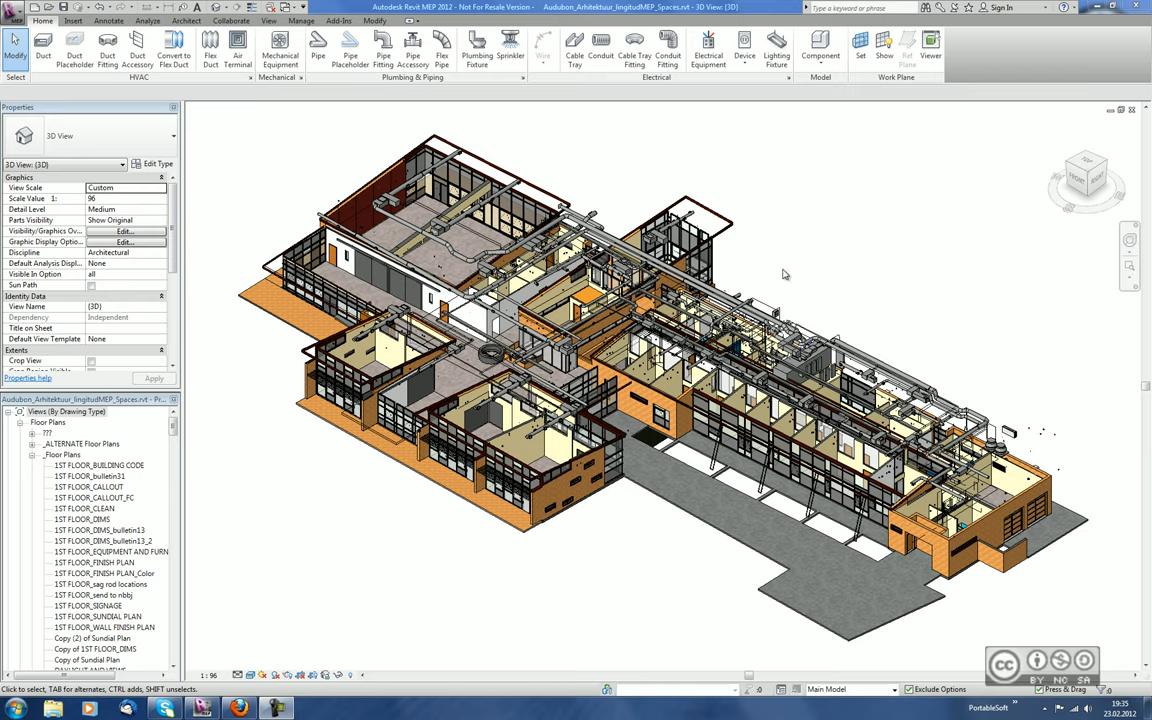 Autodesk Revit MEP 2012 - Not For Resale Version - Audubon_Arhitektuur_lingitudMEP_Spaces.rvt - 3D View: {3D}
Type a keyword or phrase
Sign In
MEP
Home Insert Annotate Analyze Architect Collaborate View Manage Add-Ins Modify
Modify
Duct
Duct Placeholder
Duct Fitting
Duct Accessory
Convert to Flex Duct
Flex Duct
Air Terminal
Mechanical Equipment
Pipe
Pipe Placeholder
Pipe Fitting
Pipe Accessory
Flex Pipe
Plumbing Fixture
Sprinkler
Wire
Cable Tray
Conduit
Cable Tray Fitting
Conduit Fitting
Electrical Equipment
Device
Lighting Fixture
Component
Set
Show
Ref Plane
Viewer
Select HVAC Mechanical Plumbing & Piping Electrical Model Work Plane
Properties
3D View
3D View: {3D} Edit Type
Graphics
View Scale Custom
Scale Value 1: 96
Detail Level Medium
Parts Visibility Show Original
Visibility/Graphics Ov... Edit...
Graphic Display Optio... Edit...
Discipline Architectural
Default Analysis Displ... None
Visible In Option all
Sun Path
Identity Data
View Name {3D}
Dependency Independent
Title on Sheet
Default View Template None
Extents
Crop View
Properties help Apply
Audubon_Arhitektuur_lingitudMEP_Spaces.rvt - Pr...
Views (By Drawing Type)
Floor Plans
???
_ALTERNATE Floor Plans
_Floor Plans
1ST FLOOR_BUILDING CODE
1ST FLOOR_bulletin31
1ST FLOOR_CALLOUT
1ST FLOOR_CALLOUT_FC
1ST FLOOR_CLEAN
1ST FLOOR_DIMS
1ST FLOOR_DIMS_bulletin13
1ST FLOOR_DIMS_bulletin13_2
1ST FLOOR_EQUIPMENT AND FURN
1ST FLOOR_FINISH PLAN
1ST FLOOR_FINISH PLAN_Color
1ST FLOOR_sag rod locations
1ST FLOOR_send to nbbj
1ST FLOOR_SIGNAGE
1ST FLOOR_SUNDIAL PLAN
1ST FLOOR_WALL FINISH PLAN
Copy (2) of Sundial Plan
Copy of 1ST FLOOR_DIMS
Copy of Sundial Plan
TOP
FRONT
RIGHT
1 : 96
Click to select, TAB for alternates, CTRL adds, SHIFT unselects.
:0
Main Model
Exclude Options
Press & Drag
:0
cc
BY NC SA
PortableSoft
19:35
23.02.2012